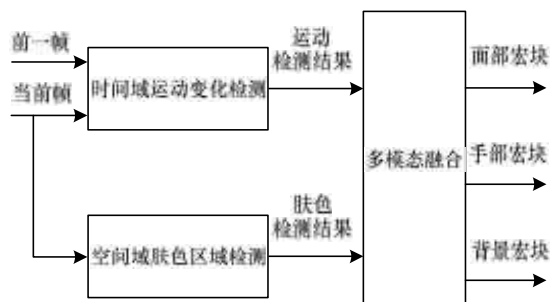 前一帧
当前帧
时间域运动变化检测
运动
检测结果
空间域肤色区域检测
肤色
检测结果
多模态融合
面部宏块
手部宏块
背景宏块